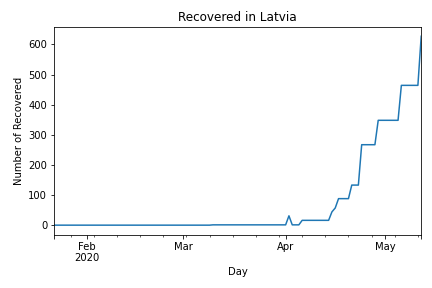 Recovered in Latvia
Number of Recovered
600
500
400
300
200
100
0
Feb
2020
Mar
Apr
May
Day